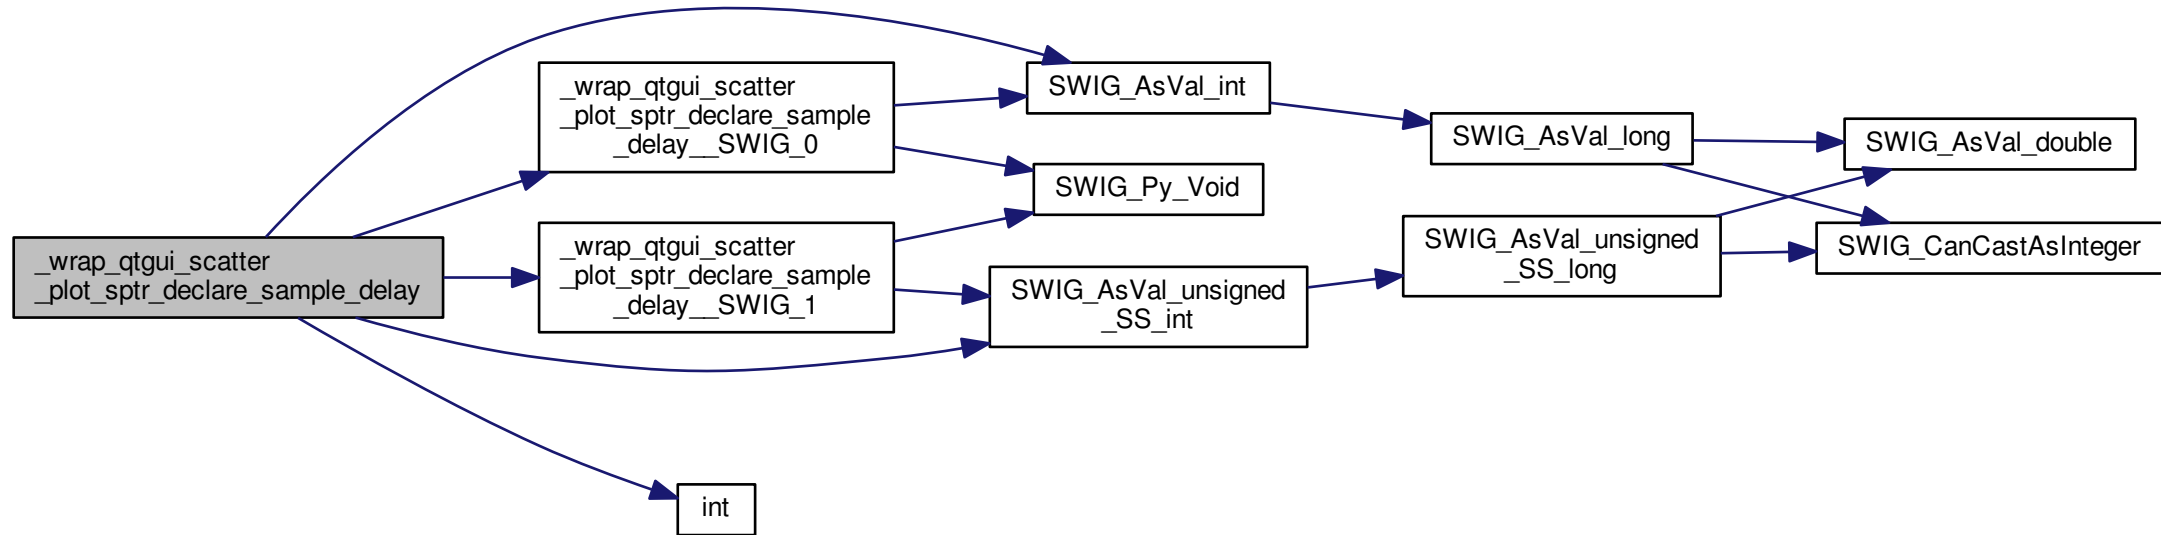 _wrap_qtgui_scatter
_plot_sptr_declare_sample_delay
_wrap_qtgui_scatter
_plot_sptr_declare_sample
_delay__SWIG_0
_wrap_qtgui_scatter
_plot_sptr_declare_sample
_delay__SWIG_1
int
SWIG_AsVal_int
SWIG_Py_Void
SWIG_AsVal_unsigned
_SS_int
SWIG_AsVal_long
SWIG_AsVal_unsigned
_SS_long
SWIG_AsVal_double
SWIG_CanCastAsInteger